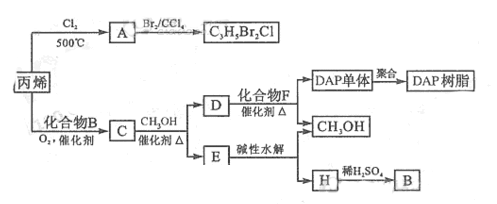 Cl₂
500℃
A
Br₂/CCl₄
C₃H₅Br₂Cl
丙烯
化合物B
O₂，催化剂
C
CH₃OH
催化剂△
D
化合物F
催化剂 △
DAP单体
聚合
DAP树脂
CH₃OH
E
碱性水解
H
稀H₂SO₄
B